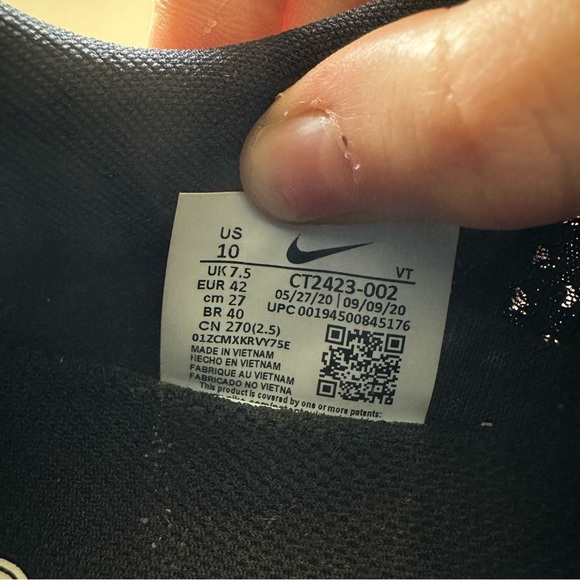 US
10
UK 7.5
EUR 42
cm 27
BR 40
CN 270(2.5)
01ZCMXKRVY75E
VT
CT2423-002
05/27/20 | 09/09/20
UPC 00194500845176
MADE IN VIETNAM
HECHO EN VIETNAM
FABRIQUE AU VIETNAM
FABRICADO NO VIETNA
This product is covered by one or more patents: